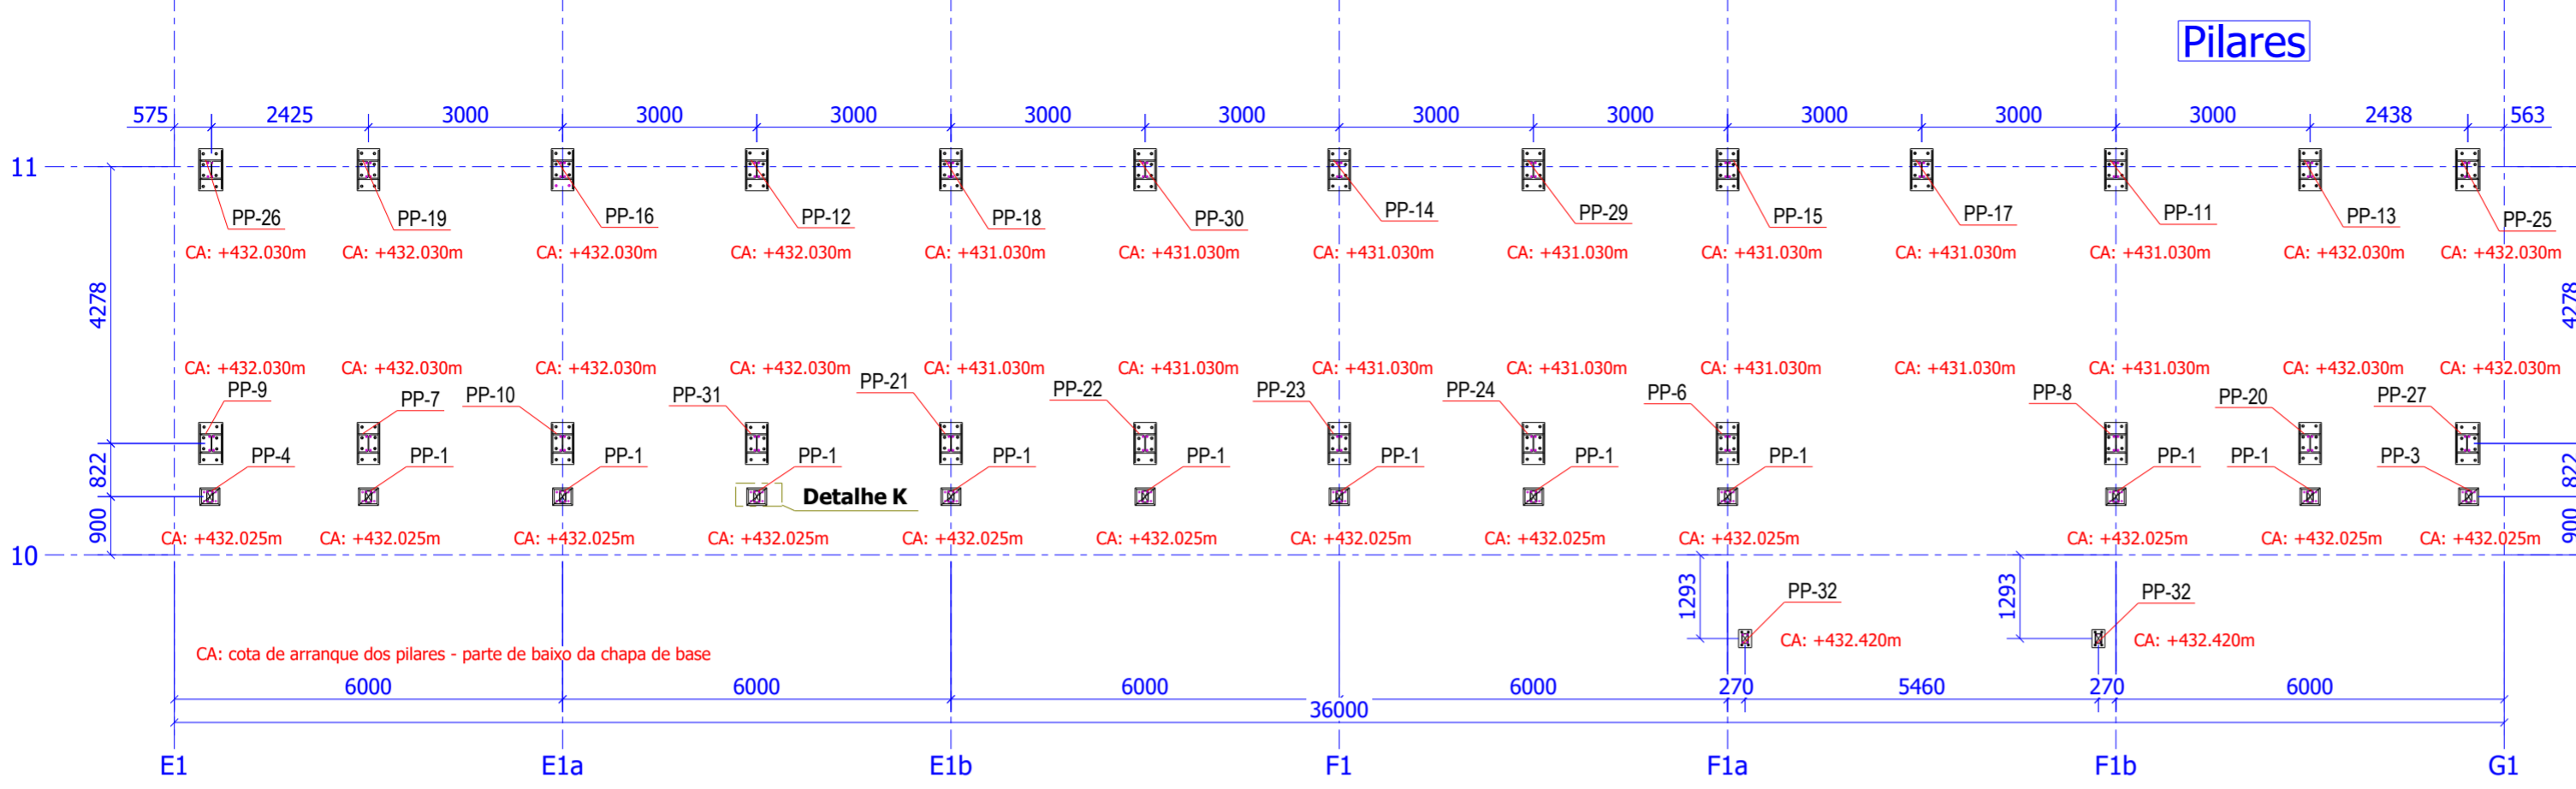 Pilares
575 2425 3000 3000 3000 3000 3000 3000 3000 3000 3000 3000 2438 563
11
PP-26 PP-19 PP-16 PP-12 PP-18 PP-30 PP-14 PP-29 PP-15 PP-17 PP-11 PP-13 PP-25
CA: +432.030m CA: +432.030m CA: +432.030m CA: +432.030m CA: +431.030m CA: +431.030m CA: +431.030m CA: +431.030m CA: +431.030m CA: +431.030m CA: +431.030m CA: +432.030m CA: +432.030m
4278 4278
CA: +432.030m CA: +432.030m CA: +432.030m CA: +432.030m CA: +431.030m CA: +431.030m CA: +431.030m CA: +431.030m CA: +431.030m CA: +431.030m CA: +431.030m CA: +432.030m CA: +432.030m
PP-9 PP-7 PP-10 PP-31 PP-21 PP-22 PP-23 PP-24 PP-6 PP-8 PP-20 PP-27
822 PP-4 PP-1 PP-1 PP-1 PP-1 PP-1 PP-1 PP-1 PP-1 PP-1 PP-1 PP-3 822
Detalhe K
900 900
CA: +432.025m CA: +432.025m CA: +432.025m CA: +432.025m CA: +432.025m CA: +432.025m CA: +432.025m CA: +432.025m CA: +432.025m CA: +432.025m CA: +432.025m CA: +432.025m
10
1293 PP-32 1293 PP-32
CA: +432.420m CA: +432.420m
CA: cota de arranque dos pilares - parte de baixo da chapa de base
6000 6000 6000 6000 270 5460 270 6000
36000
E1 E1a E1b F1 F1a F1b G1